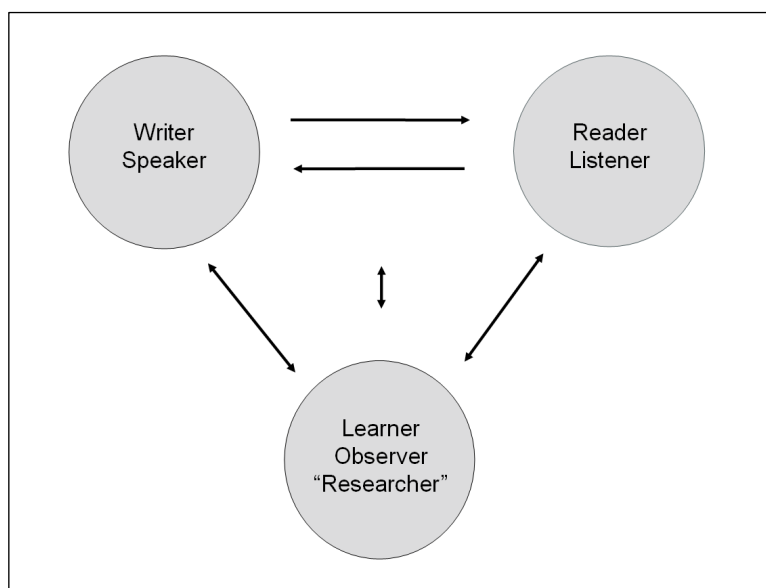 Writer
Speaker
Reader
Listener
Learner
Observer
“Researcher”